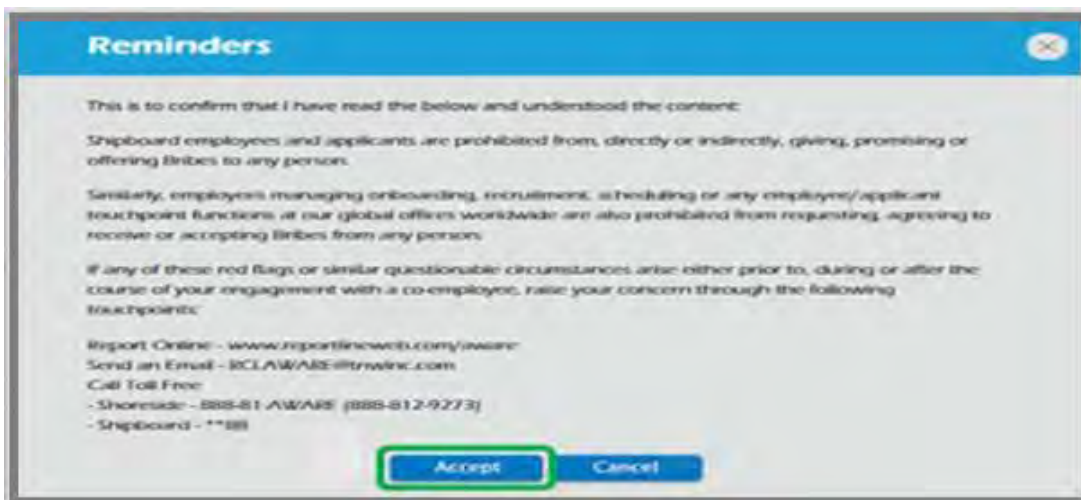 Reminders
This is to confirm that I have read the below and understood the content:
Shipboard employees and applicants are prohibited from, directly or indirectly, giving, promising or
offering Bribes to any person.
Similarly, employees managing onboarding, recruitment, scheduling or any employee/applicant
touchpoint functions at our global offices worldwide are also prohibited from requesting, agreeing to
receive or accepting Bribes from any person.
If any of these red flags or similar questionable circumstances arise either prior to, during or after the
course of your engagement with a co-employee, raise your concern through the following
touchpoints:
Report Online - www.reportlineweb.com/aware
Send an Email - RCLAWARE@tnwinc.com
Call Toll Free
- Shoreside - 888-81-AWARE (888-812-9273)
- Shipboard -
Accept Cancel